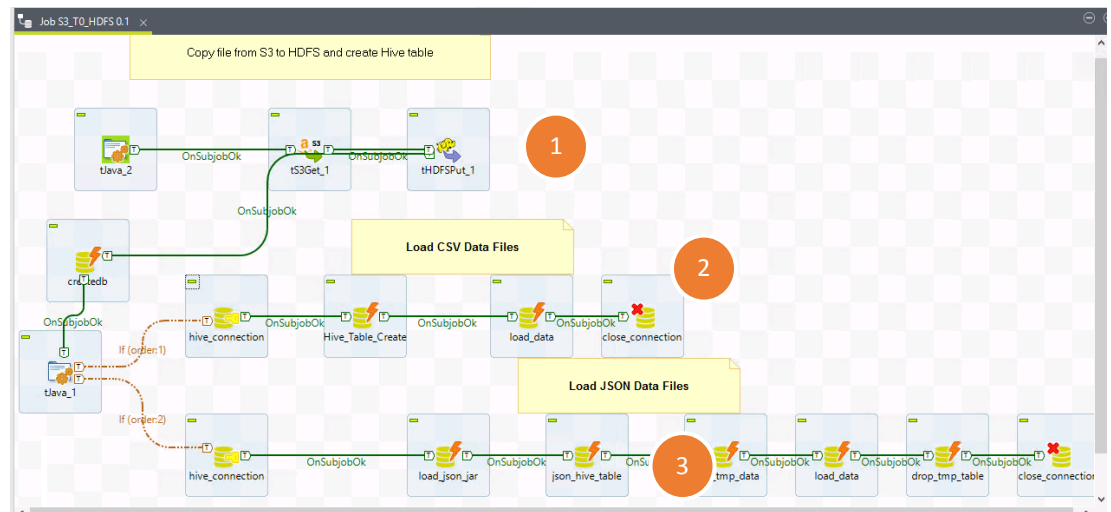 Job S3_T0_HDFS 0.1
Copy file from S3 to HDFS and create Hive table
1
OnSubjobOk
OnSubjobOk
tJava_2
tS3Get_1
tHDFSPut_1
OnSubjobOk
Load CSV Data Files
2
createdb
OnSubjobOk
OnSubjobOk
OnSubjobOk
OnSubjobOk
hive_connection
Hive_Table_Create
load_data
close_connection
If (order:1)
tJava_1
Load JSON Data Files
If (order:2)
3
OnSubjobOk
OnSubjobOk
OnSubjobOk
OnSubjobOk
OnSubjobOk
hive_connection
load_json_jar
json_hive_table
_tmp_data
load_data
drop_tmp_table
close_connection